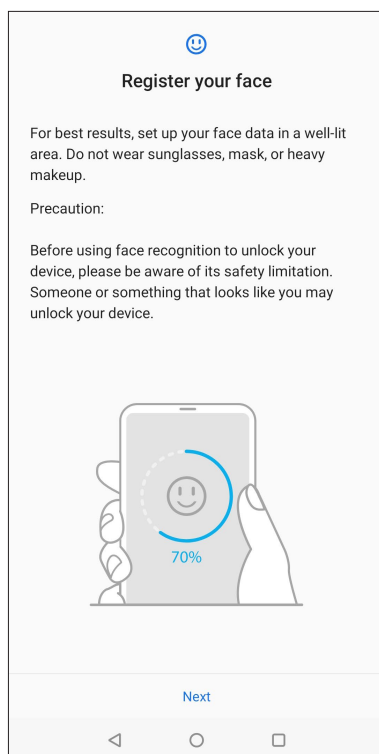 Register your face
For best results, set up your face data in a well-lit
area. Do not wear sunglasses, mask, or heavy
makeup.
Precaution:
Before using face recognition to unlock your
device, please be aware of its safety limitation.
Someone or something that looks like you may
unlock your device.
70%
Next